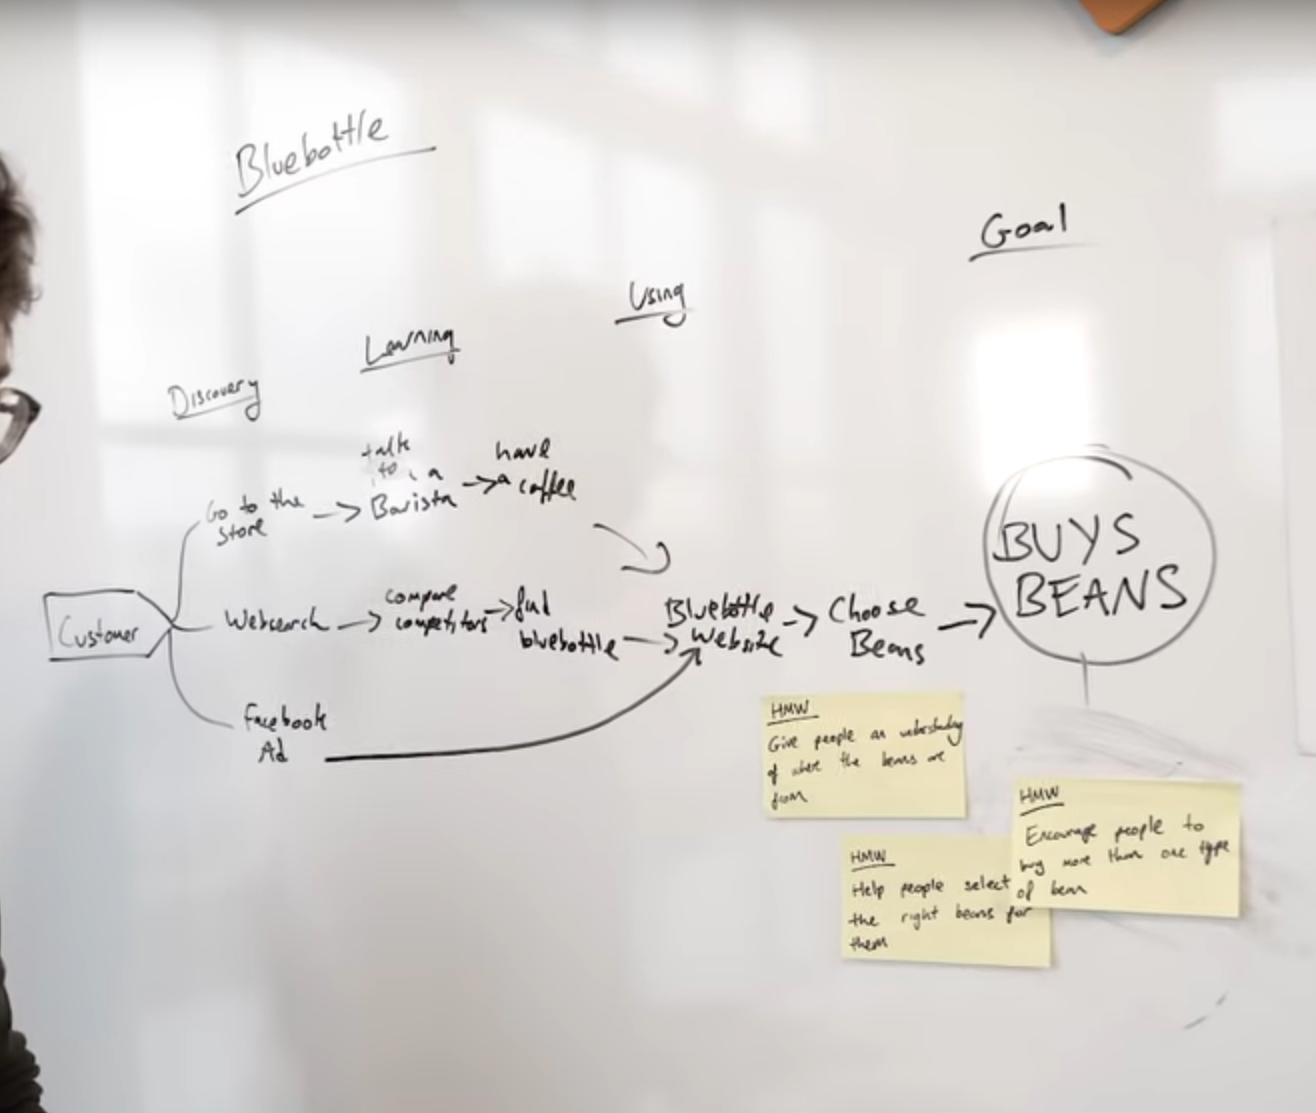 Bluebottle
Goal
Using
Learning
Discovery
Customer
Go to the
Store
talk
to a
Barista
have
a coffee
Websearch
compare
competitors
find
bluebottle
Facebook
Ad
Bluebottle
Website
Choose
Beans
BUYS
BEANS
HMW
Give people an understanding
of where the beans are
from
HMW
Help people select
the right beans for
them
HMW
Encourage people to
buy more than one type
of bean